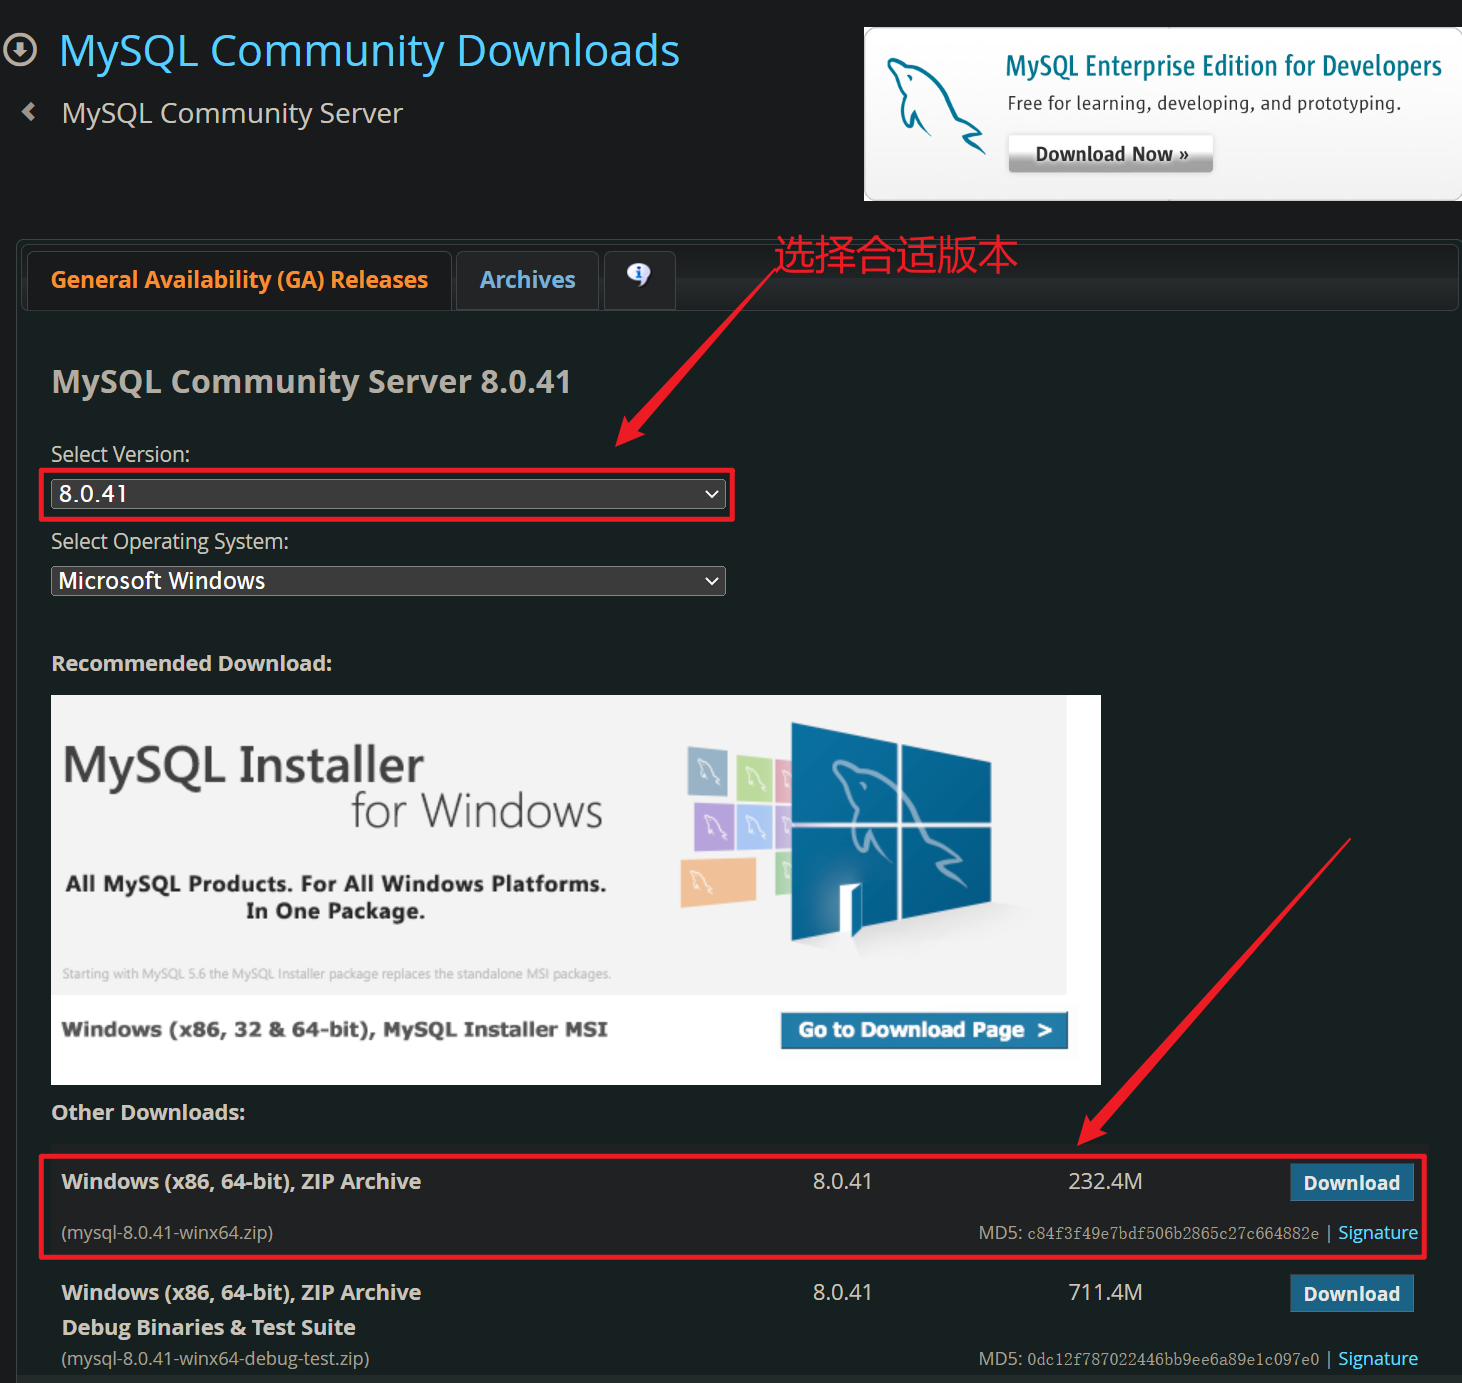 MySQL Community Downloads
MySQL Community Server
MySQL Enterprise Edition for Developers
Free for learning, developing, and prototyping.
Download Now »
选择合适版本
General Availability (GA) Releases
Archives
MySQL Community Server 8.0.41
Select Version:
8.0.41
Select Operating System:
Microsoft Windows
Recommended Download:
MySQL Installer
for Windows
All MySQL Products. For All Windows Platforms.
In One Package.
Starting with MySQL 5.6 the MySQL Installer package replaces the standalone MSI packages.
Windows (x86, 32 & 64-bit), MySQL Installer MSI
Go to Download Page >
Other Downloads:
Windows (x86, 64-bit), ZIP Archive 8.0.41 232.4M Download
(mysql-8.0.41-winx64.zip) MD5: c84f3f49e7bdf506b2865c27c664882e | Signature
Windows (x86, 64-bit), ZIP Archive 8.0.41 711.4M Download
Debug Binaries & Test Suite
(mysql-8.0.41-winx64-debug-test.zip) MD5: 0dc12f787022446bb9ee6a89e1c097e0 | Signature